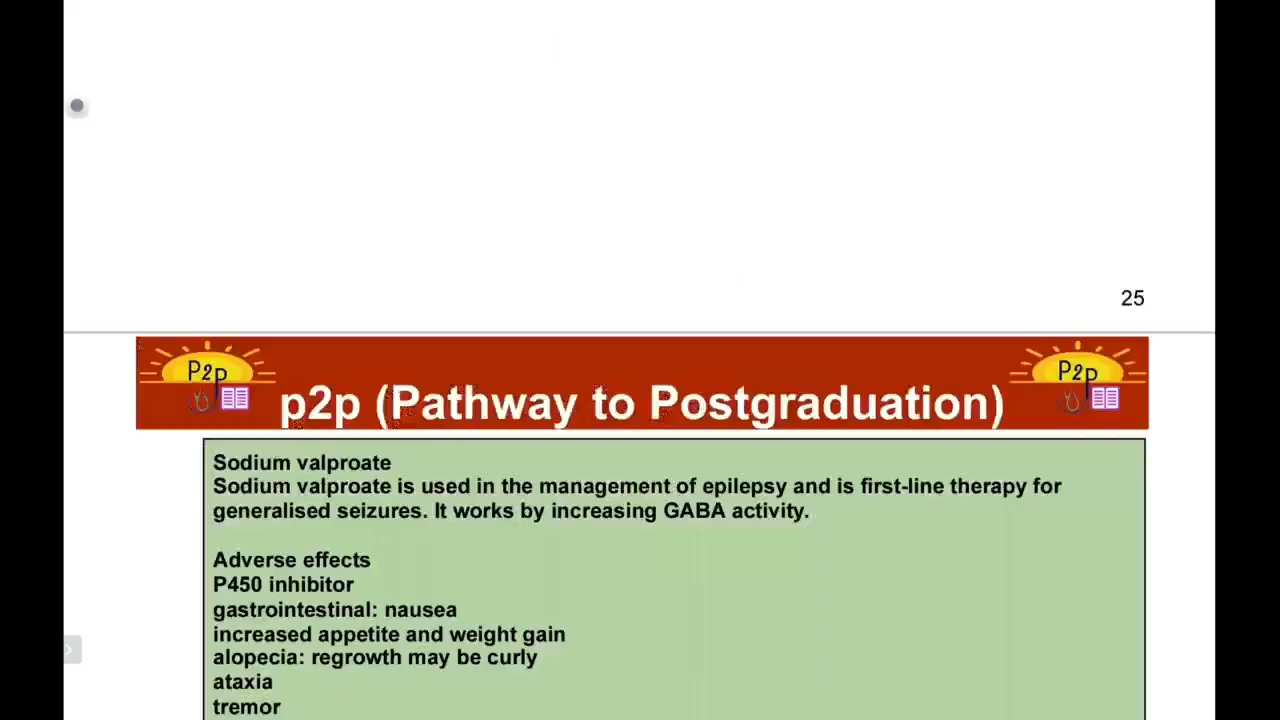 25
P2p
P2p
p2p (Pathway to Postgraduation)
Sodium valproate
Sodium valproate is used in the management of epilepsy and is first-line therapy for
generalised seizures. It works by increasing GABA activity.
Adverse effects
P450 inhibitor
gastrointestinal: nausea
increased appetite and weight gain
alopecia: regrowth may be curly
ataxia
tremor